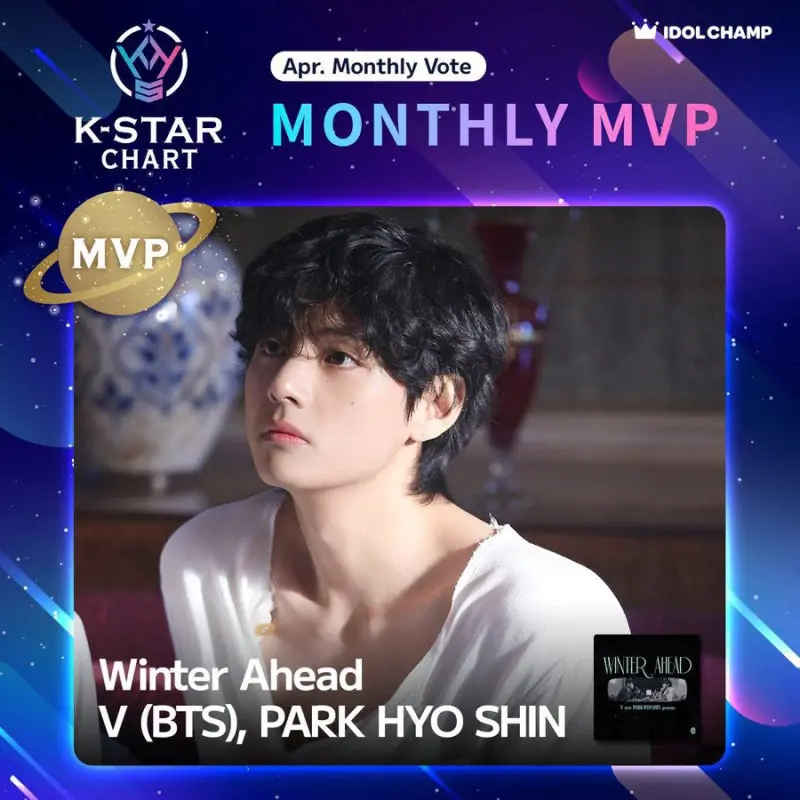 IDOLCHAMP
K-STAR
CHART
Apr. Monthly Vote
MONTHLY MVP
MVP
Winter Ahead
V (BTS), PARK HYO SHIN
WINTER AHEAD